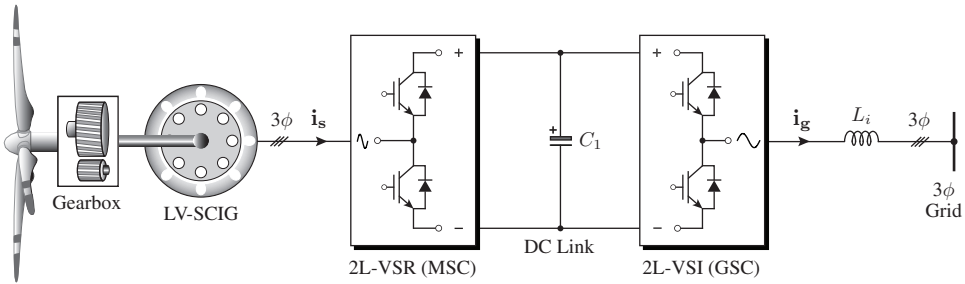 Gearbox
LV-SCIG
3ϕ
i_s
+
−
2L-VSR (MSC)
+
C_1
DC Link
+
−
2L-VSI (GSC)
i_g
L_i
3ϕ
3ϕ
Grid